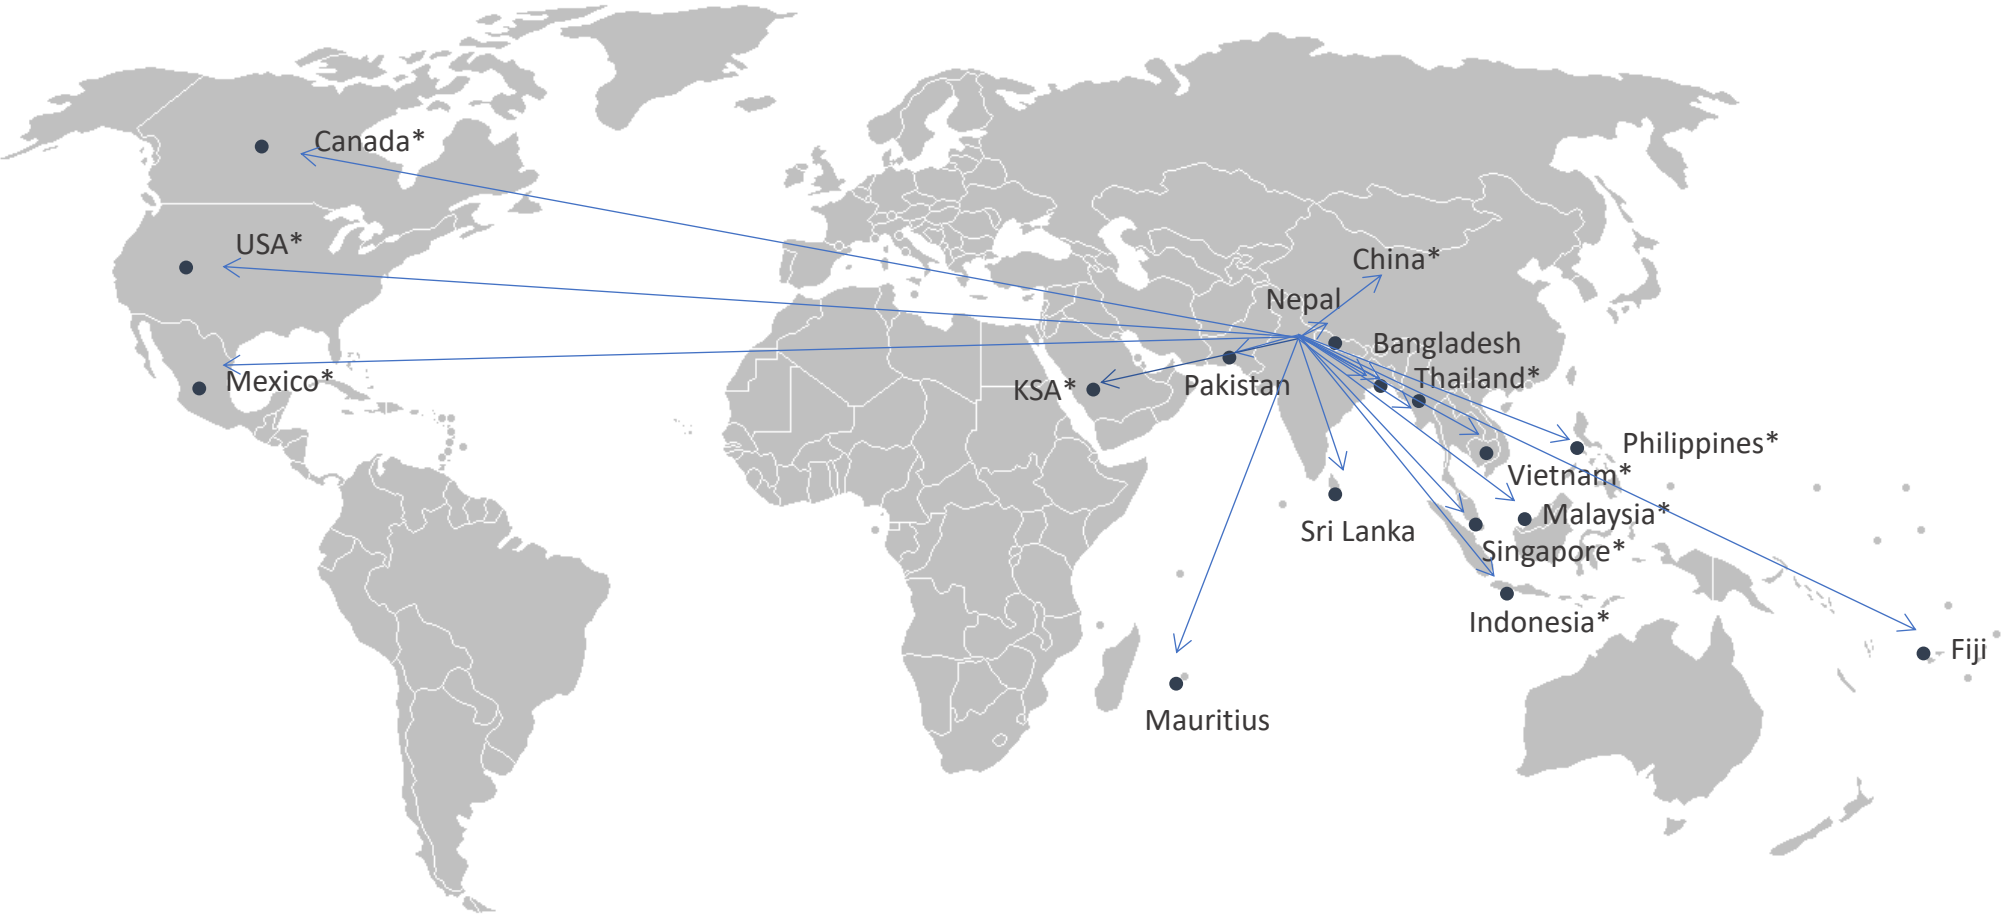 Canada*
USA*
China*
Nepal
Bangladesh
Thailand*
Mexico*
KSA*
Pakistan
Philippines*
Vietnam*
Malaysia*
Sri Lanka
Singapore*
Indonesia*
Fiji
Mauritius